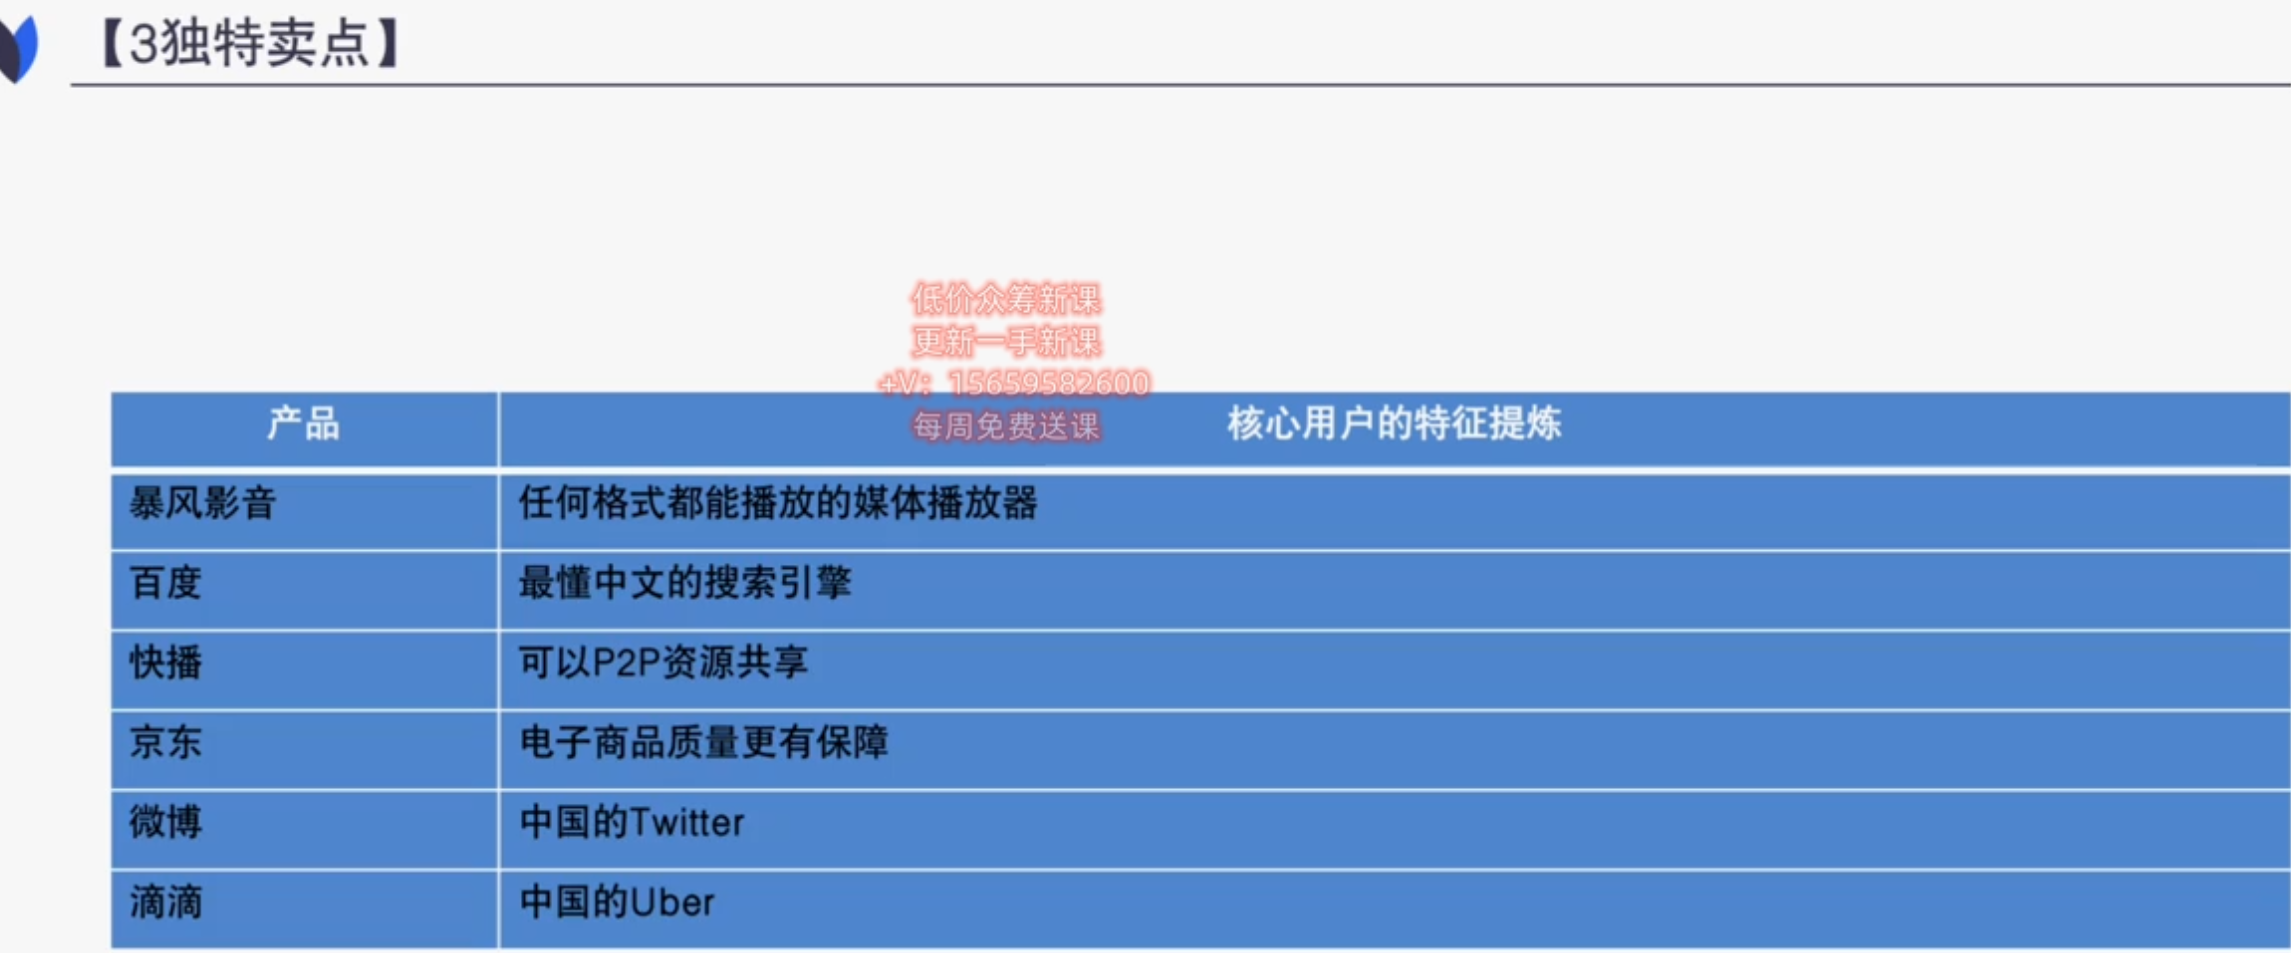 【3独特卖点】
低价众筹新课
更新一手新课
+V：15659582600
每周免费送课
产品 核心用户的特征提炼
暴风影音 任何格式都能播放的媒体播放器
百度 最懂中文的搜索引擎
快播 可以P2P资源共享
京东 电子商品质量更有保障
微博 中国的Twitter
滴滴 中国的Uber